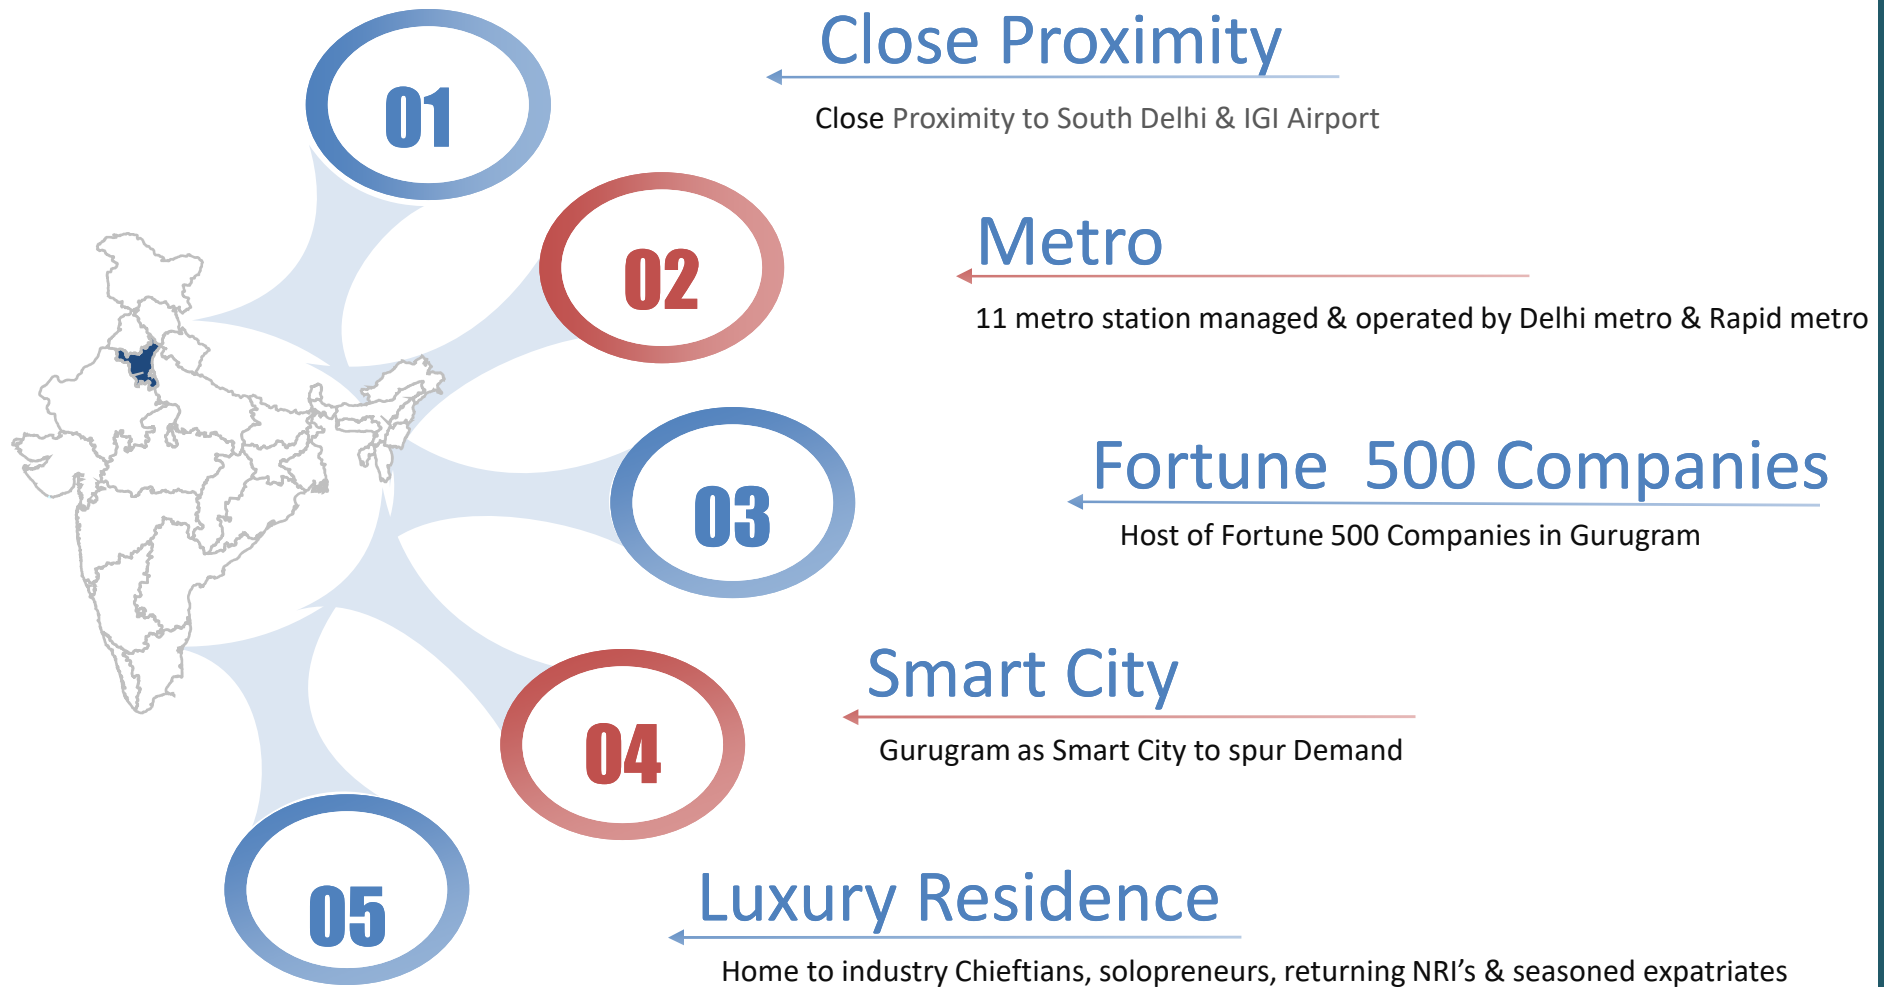 01
Close Proximity
Close Proximity to South Delhi & IGI Airport
02
Metro
11 metro station managed & operated by Delhi metro & Rapid metro
03
Fortune 500 Companies
Host of Fortune 500 Companies in Gurugram
04
Smart City
Gurugram as Smart City to spur Demand
05
Luxury Residence
Home to industry Chieftians, solopreneurs, returning NRI’s & seasoned expatriates